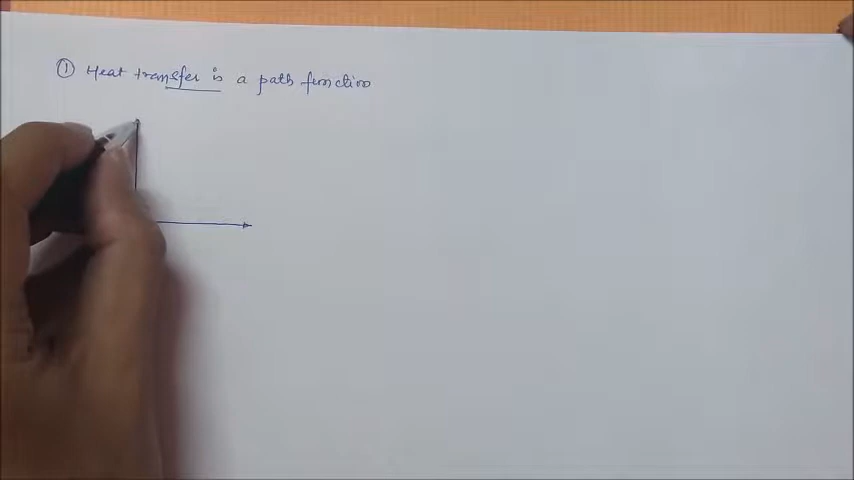 ① Heat transfer is a path function